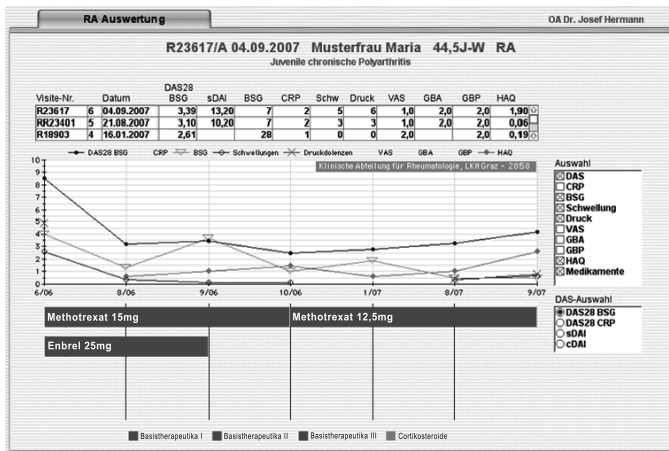 RA Auswertung
OA Dr. Josef Hermann
R23617/A 04.09.2007 Musterfrau Maria 44,5J-W RA
Juvenile chronische Polyarthritis
DAS28
Visite-Nr. Datum BSG sDAI BSG CRP Schw Druck VAS GBA GBP HAQ
R23617 6 04.09.2007 3,39 13,20 7 2 5 6 1,0 2,0 2,0 1,90
RR23401 5 21.08.2007 3,10 10,20 7 2 3 3 1,0 2,0 2,0 0,06
R18903 4 16.01.2007 2,61 28 1 0 0 2,0 2,0 0,19
DAS28 BSG CRP BSG Schwellungen Druckdolenzen VAS GBA GBP HAQ
Klinische Abteilung für Rheumatologie, LKH Graz - 2858
10
9
8
7
6
5
4
3
2
1
0
6/06 8/06 9/06 10/06 1/07 8/07 9/07
Auswahl
DAS
CRP
BSG
Schwellung
Druck
VAS
GBA
GBP
HAQ
Medikamente
DAS-Auswahl
DAS28 BSG
DAS28 CRP
sDAI
cDAI
Methotrexat 15mg Methotrexat 12,5mg
Enbrel 25mg
Basistherapeutika I Basistherapeutika II Basistherapeutika III Cortikosteroide